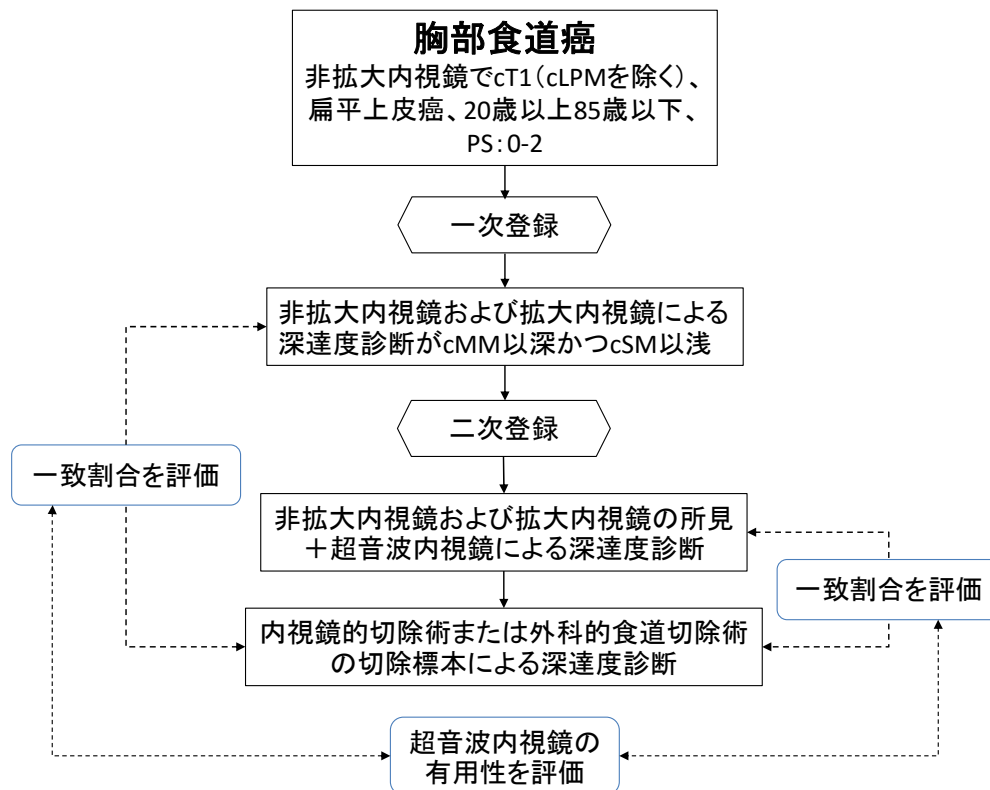 胸部食道癌
非拡大内視鏡でcT1(cLPMを除く)、
扁平上皮癌、20歳以上85歳以下、
PS:0-2
一次登録
非拡大内視鏡および拡大内視鏡による
深達度診断がcMM以深かつcSM以浅
二次登録
一致割合を評価
非拡大内視鏡および拡大内視鏡の所見
+超音波内視鏡による深達度診断
一致割合を評価
内視鏡的切除術または外科的食道切除術
の切除標本による深達度診断
超音波内視鏡の
有用性を評価